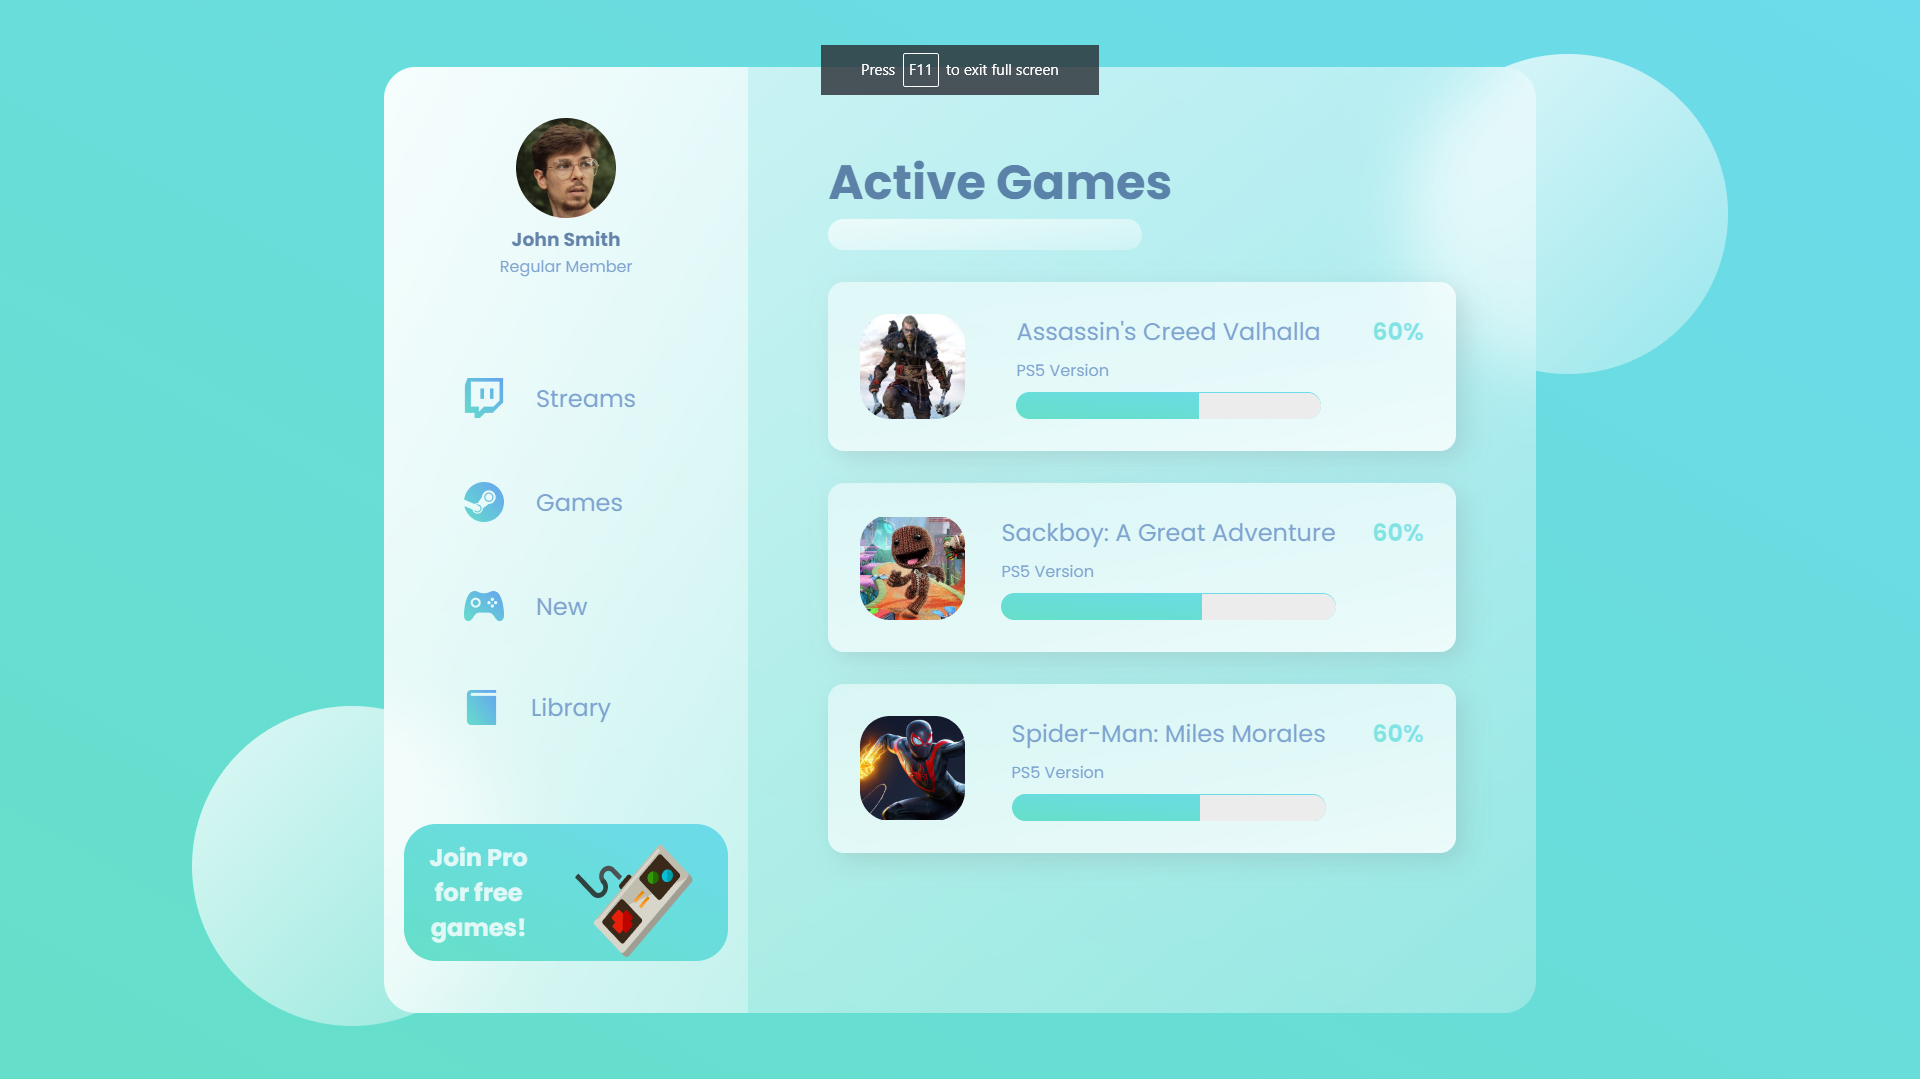 Press F11 to exit full screen
John Smith
Regular Member
Streams
Games
New
Library
Join Pro
for free
games!
Active Games
Assassin's Creed Valhalla
60%
PS5 Version
Sackboy: A Great Adventure
60%
PS5 Version
Spider-Man: Miles Morales
60%
PS5 Version